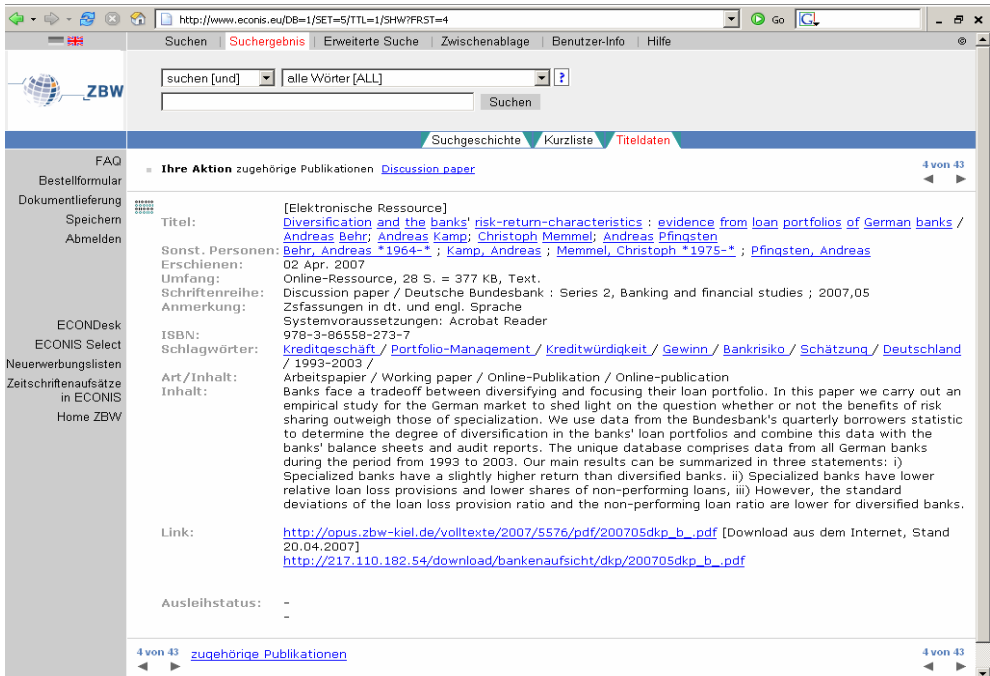 http://www.econis.eu/DB=1/SET=5/TTL=1/SHW?FRST=4 Go
Suchen | Suchergebnis | Erweiterte Suche | Zwischenablage | Benutzer-Info | Hilfe ©
ZBW
suchen [und] alle Wörter [ALL] ?
Suchen
Suchgeschichte Kurzliste Titeldaten
FAQ
Bestellformular
Dokumentlieferung
Speichern
Abmelden
ECONDesk
ECONIS Select
Neuerwerbungslisten
Zeitschriftenaufsätze
in ECONIS
Home ZBW
Ihre Aktion zugehörige Publikationen Discussion paper
4 von 43
[Elektronische Ressource]
Titel: Diversification and the banks' risk-return-characteristics : evidence from loan portfolios of German banks /
Andreas Behr; Andreas Kamp; Christoph Memmel; Andreas Pfingsten
Sonst. Personen: Behr, Andreas *1964-* ; Kamp, Andreas ; Memmel, Christoph *1975-* ; Pfingsten, Andreas
Erschienen: 02 Apr. 2007
Umfang: Online-Ressource, 28 S. = 377 KB, Text.
Schriftenreihe: Discussion paper / Deutsche Bundesbank : Series 2, Banking and financial studies ; 2007,05
Anmerkung: Zsfassungen in dt. und engl. Sprache
Systemvoraussetzungen: Acrobat Reader
ISBN: 978-3-86558-273-7
Schlagwörter: Kreditgeschäft / Portfolio-Management / Kreditwürdigkeit / Gewinn / Bankrisiko / Schätzung / Deutschland
/ 1993-2003 /
Art/Inhalt: Arbeitspapier / Working paper / Online-Publikation / Online-publication
Inhalt: Banks face a tradeoff between diversifying and focusing their loan portfolio. In this paper we carry out an
empirical study for the German market to shed light on the question whether or not the benefits of risk
sharing outweigh those of specialization. We use data from the Bundesbank's quarterly borrowers statistic
to determine the degree of diversification in the banks' loan portfolios and combine this data with the
banks' balance sheets and audit reports. The unique database comprises data from all German banks
during the period from 1993 to 2003. Our main results can be summarized in three statements: i)
Specialized banks have a slightly higher return than diversified banks. ii) Specialized banks have lower
relative loan loss provisions and lower shares of non-performing loans, iii) However, the standard
deviations of the loan loss provision ratio and the non-performing loan ratio are lower for diversified banks.
Link: http://opus.zbw-kiel.de/volltexte/2007/5576/pdf/200705dkp_b_.pdf [Download aus dem Internet, Stand
20.04.2007]
http://217.110.182.54/download/bankenaufsicht/dkp/200705dkp_b_.pdf
Ausleihstatus: -
-
4 von 43 zugehörige Publikationen 4 von 43